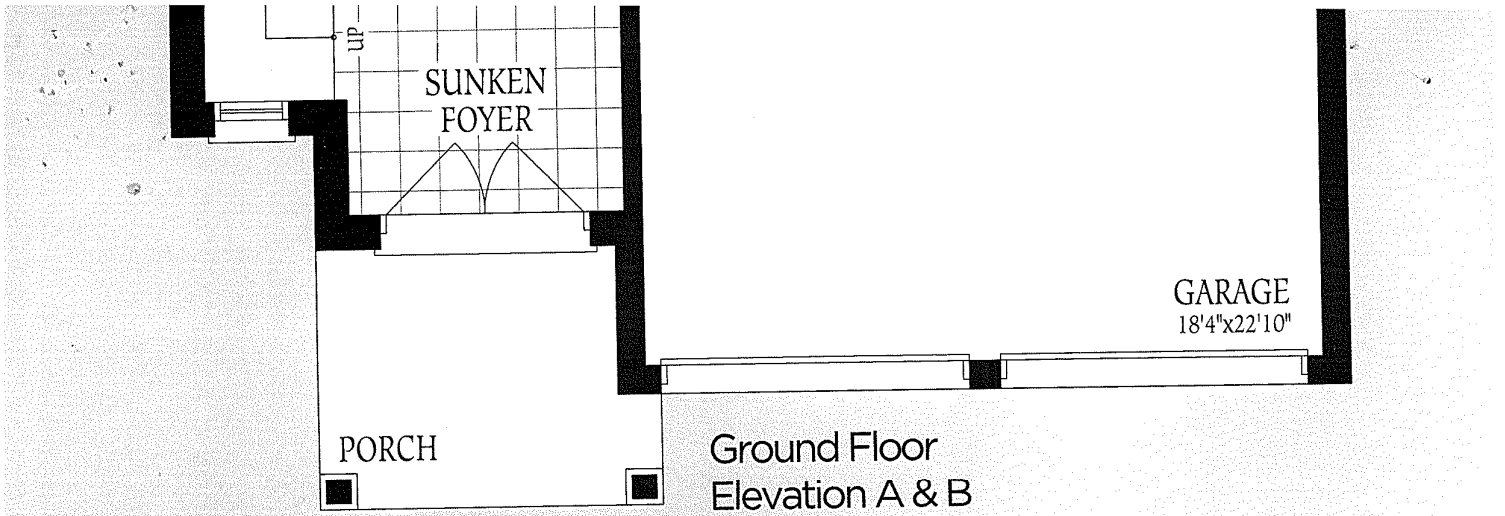 UP
SUNKEN
FOYER
GARAGE
18'4"x22'10"
PORCH
Ground Floor
Elevation A & B